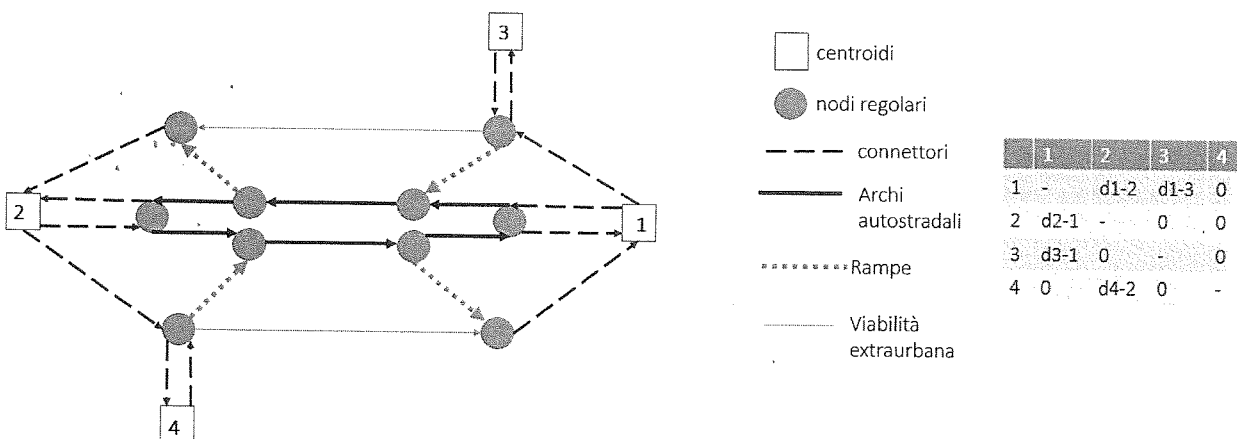 3
2
1
4
centroidi
nodi regolari
connettori
Archi
autostradali
Rampe
Viabilità
extraurbana
1 2 3 4
1 - d1-2 d1-3 0
2 d2-1 - 0 0
3 d3-1 0 - 0
4 0 d4-2 0 -